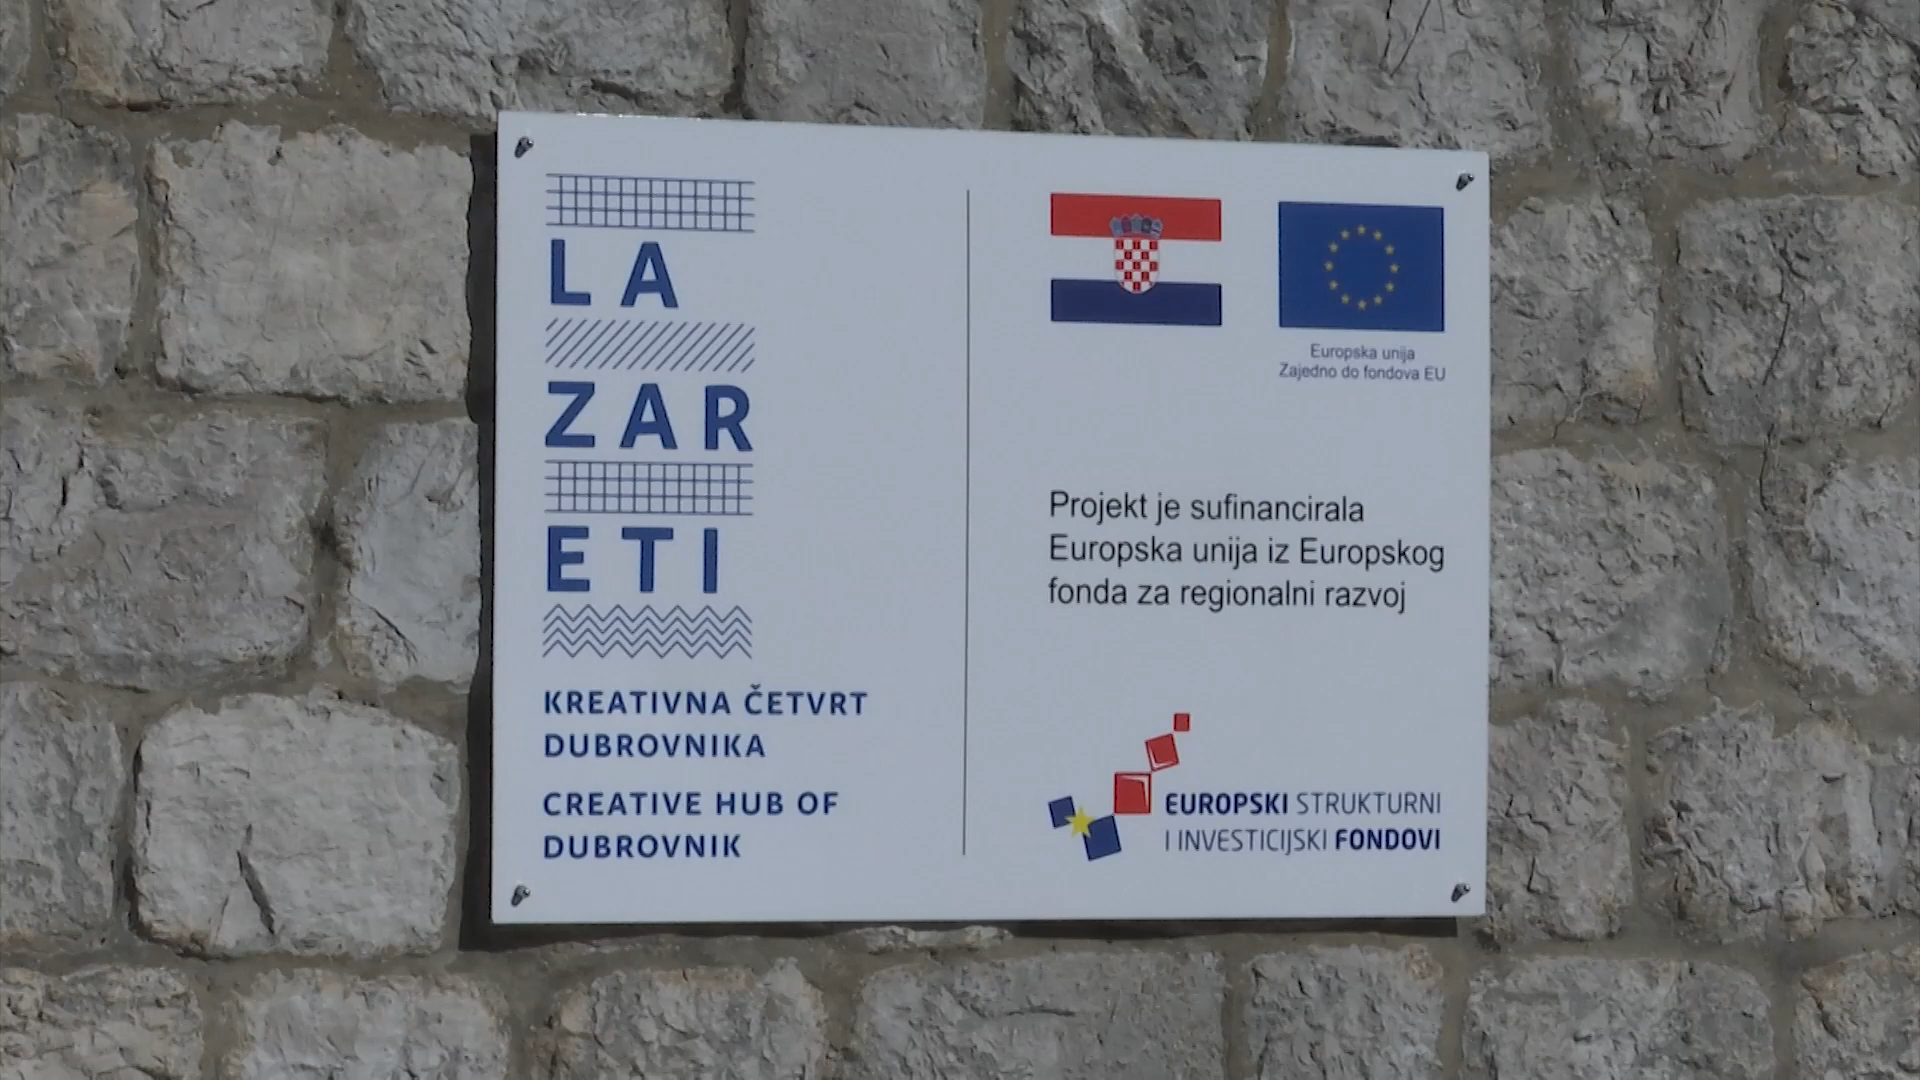 LA
ZAR
ETI
KREATIVNA ČETVRT
DUBROVNIKA
CREATIVE HUB OF
DUBROVNIK
Europska unija
Zajedno do fondova EU
Projekt je sufinancirala
Europska unija iz Europskog
fonda za regionalni razvoj
EUROPSKI STRUKTURNI
I INVESTICIJSKI FONDOVI